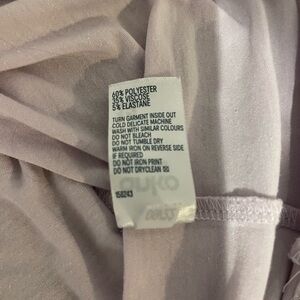 60% POLYESTER
35% VISCOSE
5% ELASTANE
TURN GARMENT INSIDE OUT
COLD DELICATE MACHINE
WASH WITH SIMILAR COLOURS
DO NOT BLEACH
DO NOT TUMBLE DRY
WARM IRON ON REVERSE SIDE
IF REQUIRED
DO NOT IRON PRINT
DO NOT DRYCLEAN
158243